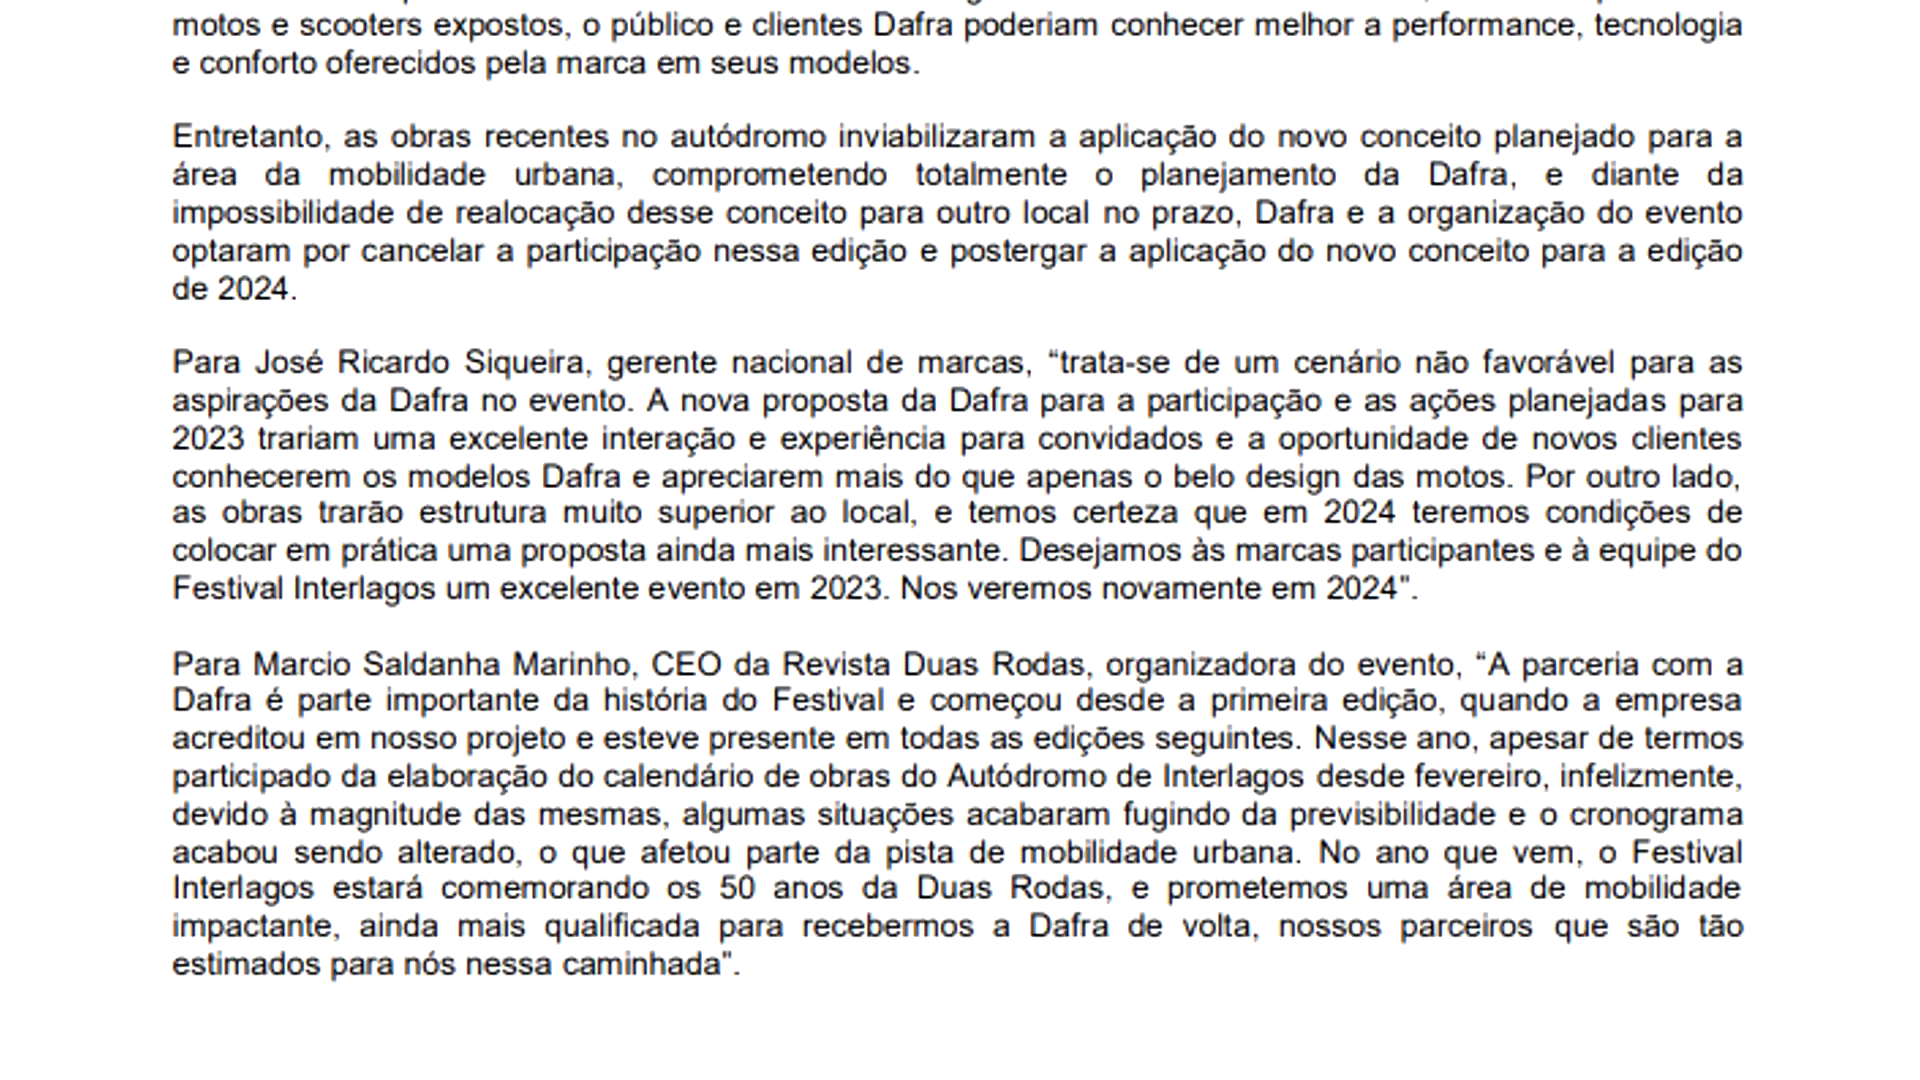 motos e scooters expostos, o público e clientes Dafra poderiam conhecer melhor a performance, tecnologia
e conforto oferecidos pela marca em seus modelos.
Entretanto, as obras recentes no autódromo inviabilizaram a aplicação do novo conceito planejado para a
área da mobilidade urbana, comprometendo totalmente o planejamento da Dafra, e diante da
impossibilidade de realocação desse conceito para outro local no prazo, Dafra e a organização do evento
optaram por cancelar a participação nessa edição e postergar a aplicação do novo conceito para a edição
de 2024.
Para José Ricardo Siqueira, gerente nacional de marcas, “trata-se de um cenário não favorável para as
aspirações da Dafra no evento. A nova proposta da Dafra para a participação e as ações planejadas para
2023 trariam uma excelente interação e experiência para convidados e a oportunidade de novos clientes
conhecerem os modelos Dafra e apreciarem mais do que apenas o belo design das motos. Por outro lado,
as obras trarão estrutura muito superior ao local, e temos certeza que em 2024 teremos condições de
colocar em prática uma proposta ainda mais interessante. Desejamos às marcas participantes e à equipe do
Festival Interlagos um excelente evento em 2023. Nos veremos novamente em 2024".
Para Marcio Saldanha Marinho, CEO da Revista Duas Rodas, organizadora do evento, “A parceria com a
Dafra é parte importante da história do Festival e começou desde a primeira edição, quando a empresa
acreditou em nosso projeto e esteve presente em todas as edições seguintes. Nesse ano, apesar de termos
participado da elaboração do calendário de obras do Autódromo de Interlagos desde fevereiro, infelizmente,
devido à magnitude das mesmas, algumas situações acabaram fugindo da previsibilidade e o cronograma
acabou sendo alterado, o que afetou parte da pista de mobilidade urbana. No ano que vem, o Festival
Interlagos estará comemorando os 50 anos da Duas Rodas, e prometemos uma área de mobilidade
impactante, ainda mais qualificada para recebermos a Dafra de volta, nossos parceiros que são tão
estimados para nós nessa caminhada".